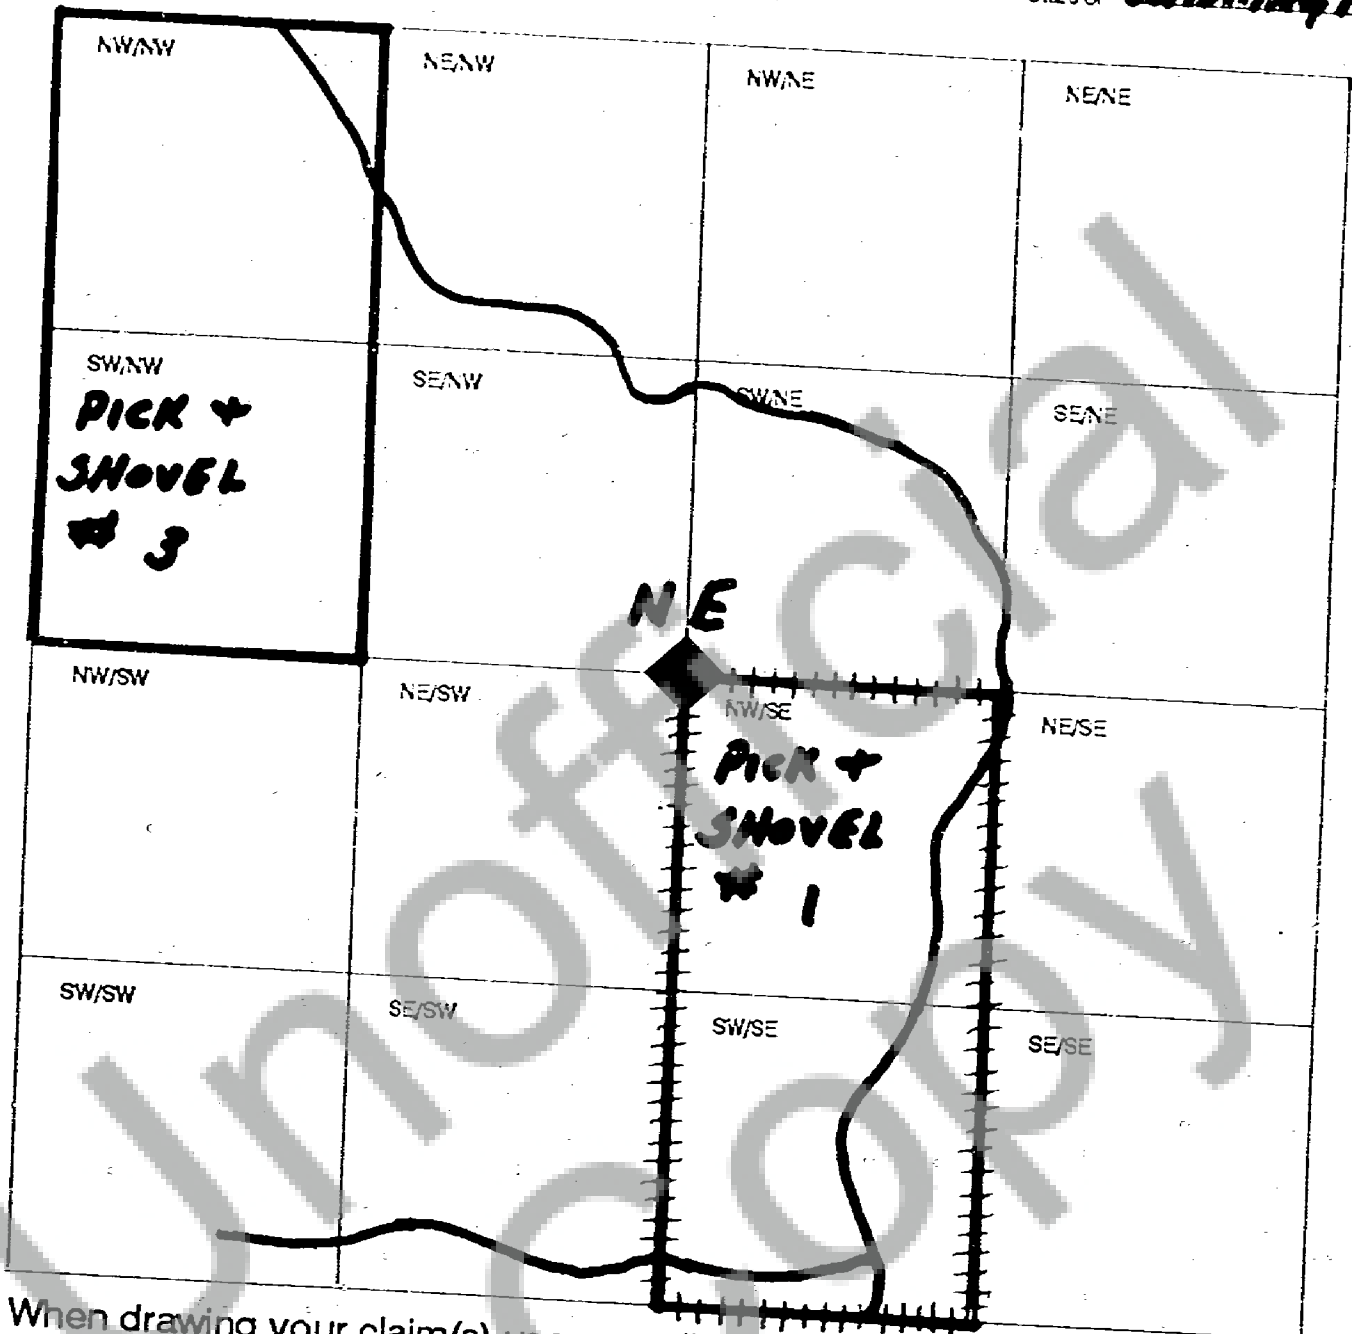 NW/NW
NE/NW
NW/NE
NE/NE
SW/NW
PICK +
SHOVEL
# 3
SE/NW
SW/NE
SE/NE
NE
NW/SW
NE/SW
NW/SE
PICK +
SHOVEL
# 1
NE/SE
SW/SW
SE/SW
SW/SE
SE/SE
When drawing your claim(s)
Unofficial
Copy